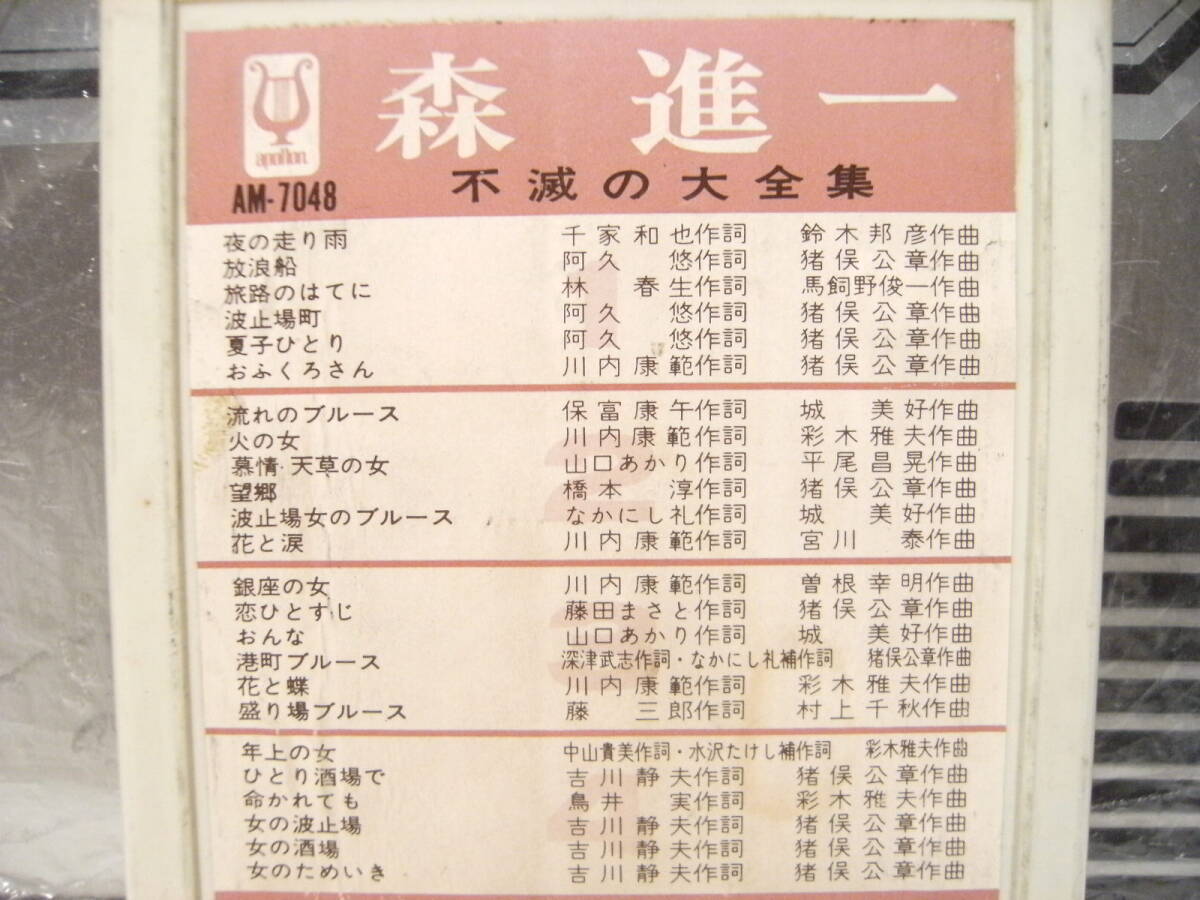 森 進 一
apollon
AM-7048 不滅の大全集
夜の走り雨 千家和也作詞 鈴木邦彦作曲
放浪船 阿久 悠作詞 猪俣公章作曲
旅路のはてに 林 春生作詞 馬飼野俊一作曲
波止場町 阿久 悠作詞 猪俣公章作曲
夏子ひとり 阿久 悠作詞 猪俣公章作曲
おふくろさん 川内康範作詞 猪俣公章作曲
流れのブルース 保富康午作詞 城 美好作曲
火の女 川内康範作詞 彩木雅夫作曲
慕情 天草の女 山口あかり作詞 平尾昌晃作曲
望郷 橋本 淳作詞 猪俣公章作曲
波止場女のブルース なかにし礼作詞 城 美好作曲
花と涙 川内康範作詞 宮川 泰作曲
銀座の女 川内康範作詞 曽根幸明作曲
恋ひとすじ 藤田まさと作詞 猪俣公章作曲
おんな 山口あかり作詞 城 美好作曲
港町ブルース 深津武志作詞・なかにし礼補作詞 猪俣公章作曲
花と蝶 川内康範作詞 彩木雅夫作曲
盛り場ブルース 藤 三郎作詞 村上千秋作曲
年上の女 中山貴美作詞・水沢たけし補作詞 彩木雅夫作曲
ひとり酒場で 吉川静夫作詞 猪俣公章作曲
命かれても 鳥井 実作詞 彩木雅夫作曲
女の波止場 吉川静夫作詞 猪俣公章作曲
女の酒場 吉川静夫作詞 猪俣公章作曲
女のためいき 吉川静夫作詞 猪俣公章作曲